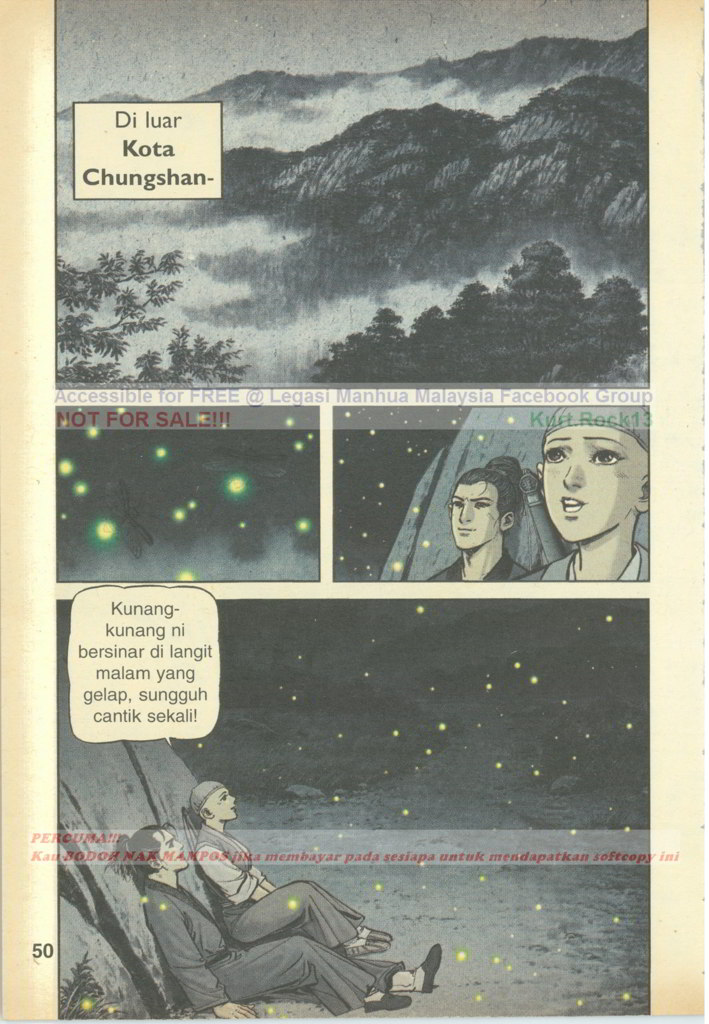 Di luar
Kota
Chungshan-
Accessible for FREE @ Legasi Manhua Malaysia Facebook Group
NOT FOR SALE!!!
Kurt.Rock13
Kunang-
kunang ni
bersinar di langit
malam yang
gelap, sungguh
cantik sekali!
PERCUMA!!!
Kau BODOH NAK MAMPOS jika membayar pada sesiapa untuk mendapatkan softcopy ini
50